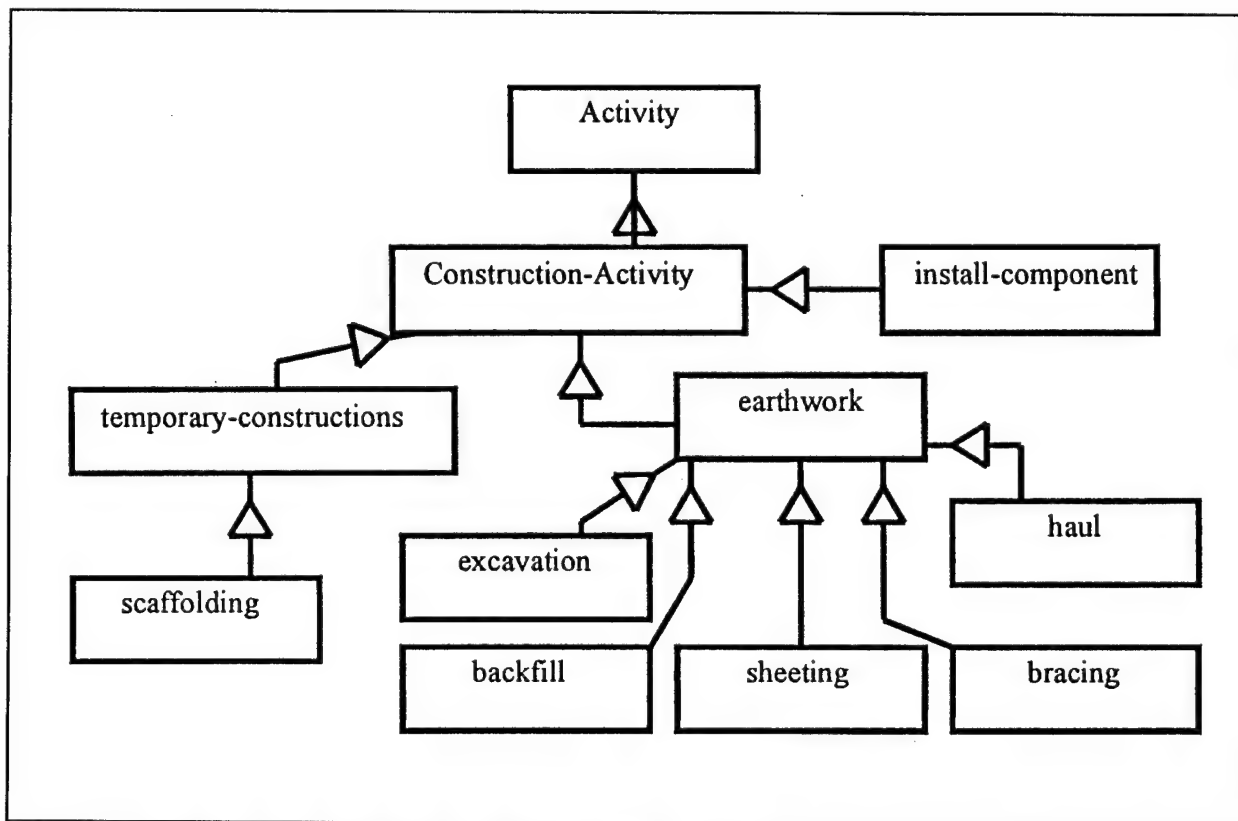 Activity
Construction-Activity
install-component
temporary-constructions
earthwork
excavation
haul
scaffolding
backfill
sheeting
bracing